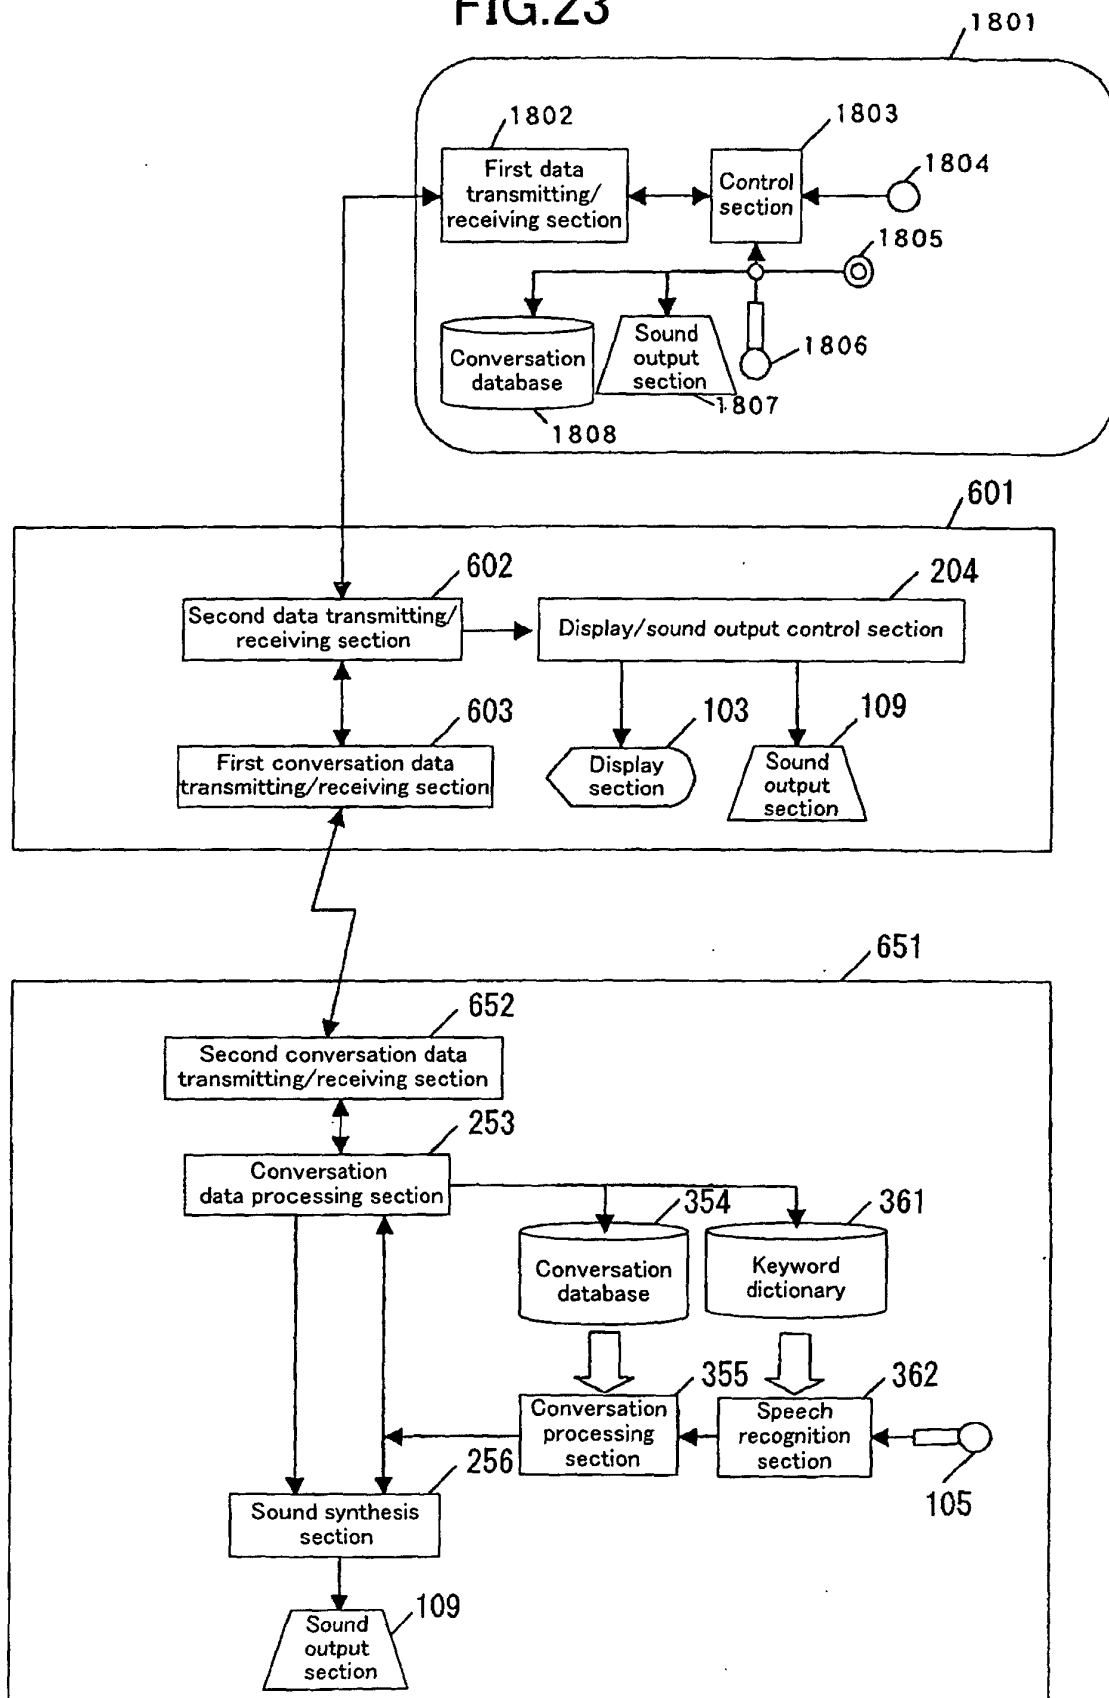 FIG.23
1801
1802
1803
First data
transmitting/
receiving section
Control
section
1804
1805
Conversation
database
Sound
output
section
1806
1807
1808
601
602
204
Second data transmitting/
receiving section
Display/sound output control section
603
103
109
First conversation data
transmitting/receiving section
Display
section
Sound
output
section
651
652
Second conversation data
transmitting/receiving section
253
Conversation
data processing section
354
361
Conversation
database
Keyword
dictionary
355
362
Conversation
processing
section
Speech
recognition
section
256
105
Sound synthesis
section
109
Sound
output
section